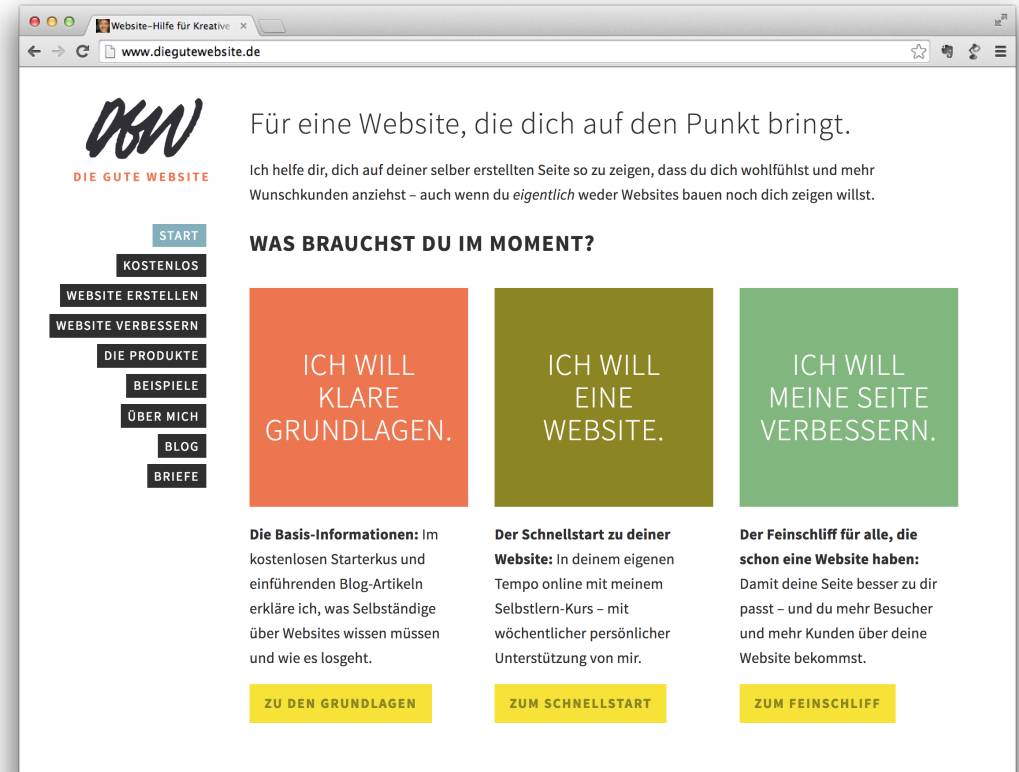 Website-Hilfe für Kreative
www.diegutewebsite.de
DGW
DIE GUTE WEBSITE
START
KOSTENLOS
WEBSITE ERSTELLEN
WEBSITE VERBESSERN
DIE PRODUKTE
BEISPIELE
ÜBER MICH
BLOG
BRIEFE
Für eine Website, die dich auf den Punkt bringt.
Ich helfe dir, dich auf deiner selber erstellten Seite so zu zeigen, dass du dich wohlfühlst und mehr
Wunschkunden anziehst – auch wenn du eigentlich weder Websites bauen noch dich zeigen willst.
WAS BRAUCHST DU IM MOMENT?
ICH WILL
KLARE
GRUNDLAGEN.
Die Basis-Informationen: Im
kostenlosen Starterkus und
einführenden Blog-Artikeln
erkläre ich, was Selbständige
über Websites wissen müssen
und wie es losgeht.
ZU DEN GRUNDLAGEN
ICH WILL
EINE
WEBSITE.
Der Schnellstart zu deiner
Website: In deinem eigenen
Tempo online mit meinem
Selbstlern-Kurs – mit
wöchentlicher persönlicher
Unterstützung von mir.
ZUM SCHNELLSTART
ICH WILL
MEINE SEITE
VERBESSERN.
Der Feinschliff für alle, die
schon eine Website haben:
Damit deine Seite besser zu dir
passt – und du mehr Besucher
und mehr Kunden über deine
Website bekommst.
ZUM FEINSCHLIFF